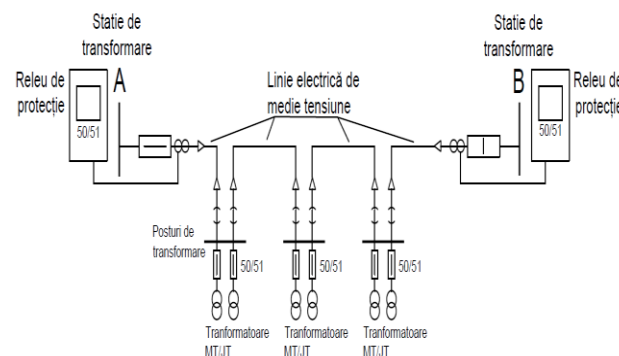 Statie de
transformare
Releu de
protecție
A
50/51
Linie electrică de
medie tensiune
Statie de
transformare
B
Releu de
protecție
50/51
Posturi de
transformare
50/51
50/51
50/51
Tranformatoare
MT/JT
Tranformatoare
MT/JT
Tranformatoare
MT/JT